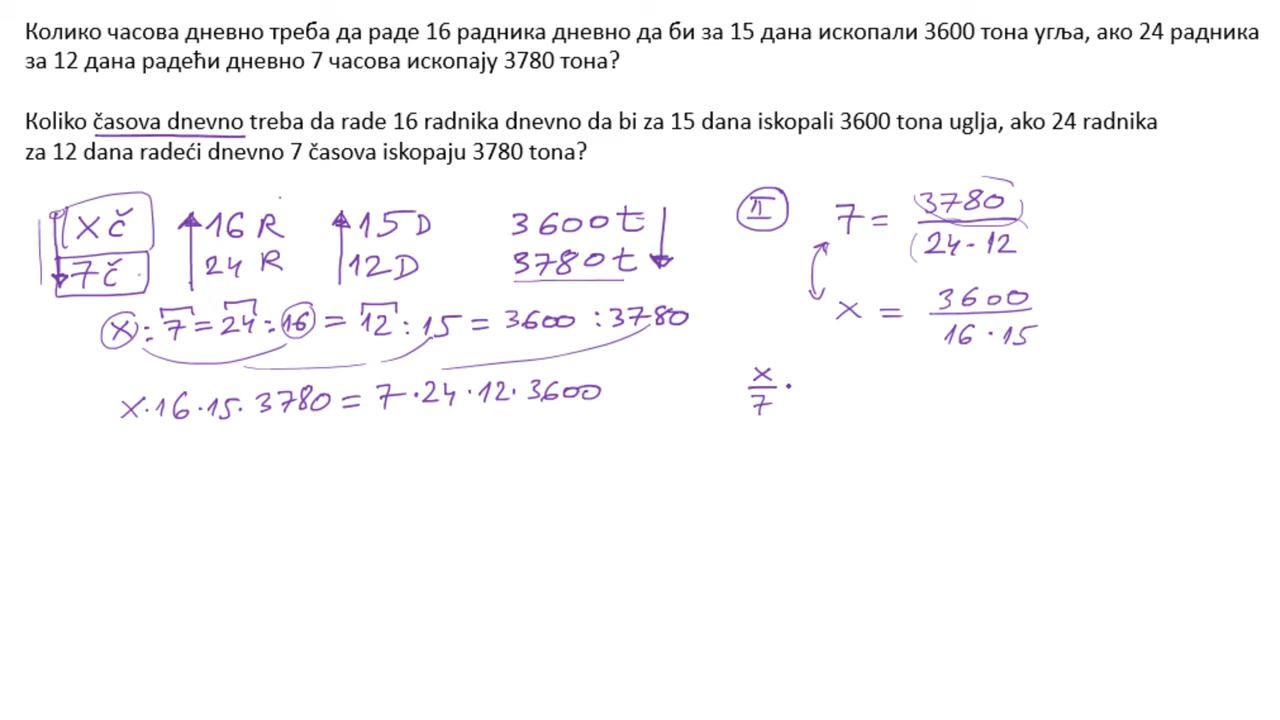 Колико часова дневно треба да раде 16 радника дневно да би за 15 дана ископали 3600 тона угља, ако 24 радника
за 12 дана радећи дневно 7 часова ископају 3780 тона?
Koliko časova dnevno treba da rade 16 radnika dnevno da bi za 15 dana iskopali 3600 tona uglja, ako 24 radnika
za 12 dana radeći dnevno 7 časova iskopaju 3780 tona?
x č 16 R 15 D 3600 t
7 č 24 R 12 D 3780 t
x : 7 = 24 : 16 = 12 : 15 = 3600 : 3780
x · 16 · 15 · 3780 = 7 · 24 · 12 · 3600
II 7 = 3780 / 24 · 12
x = 3600 / 16 · 15
x / 7 ·